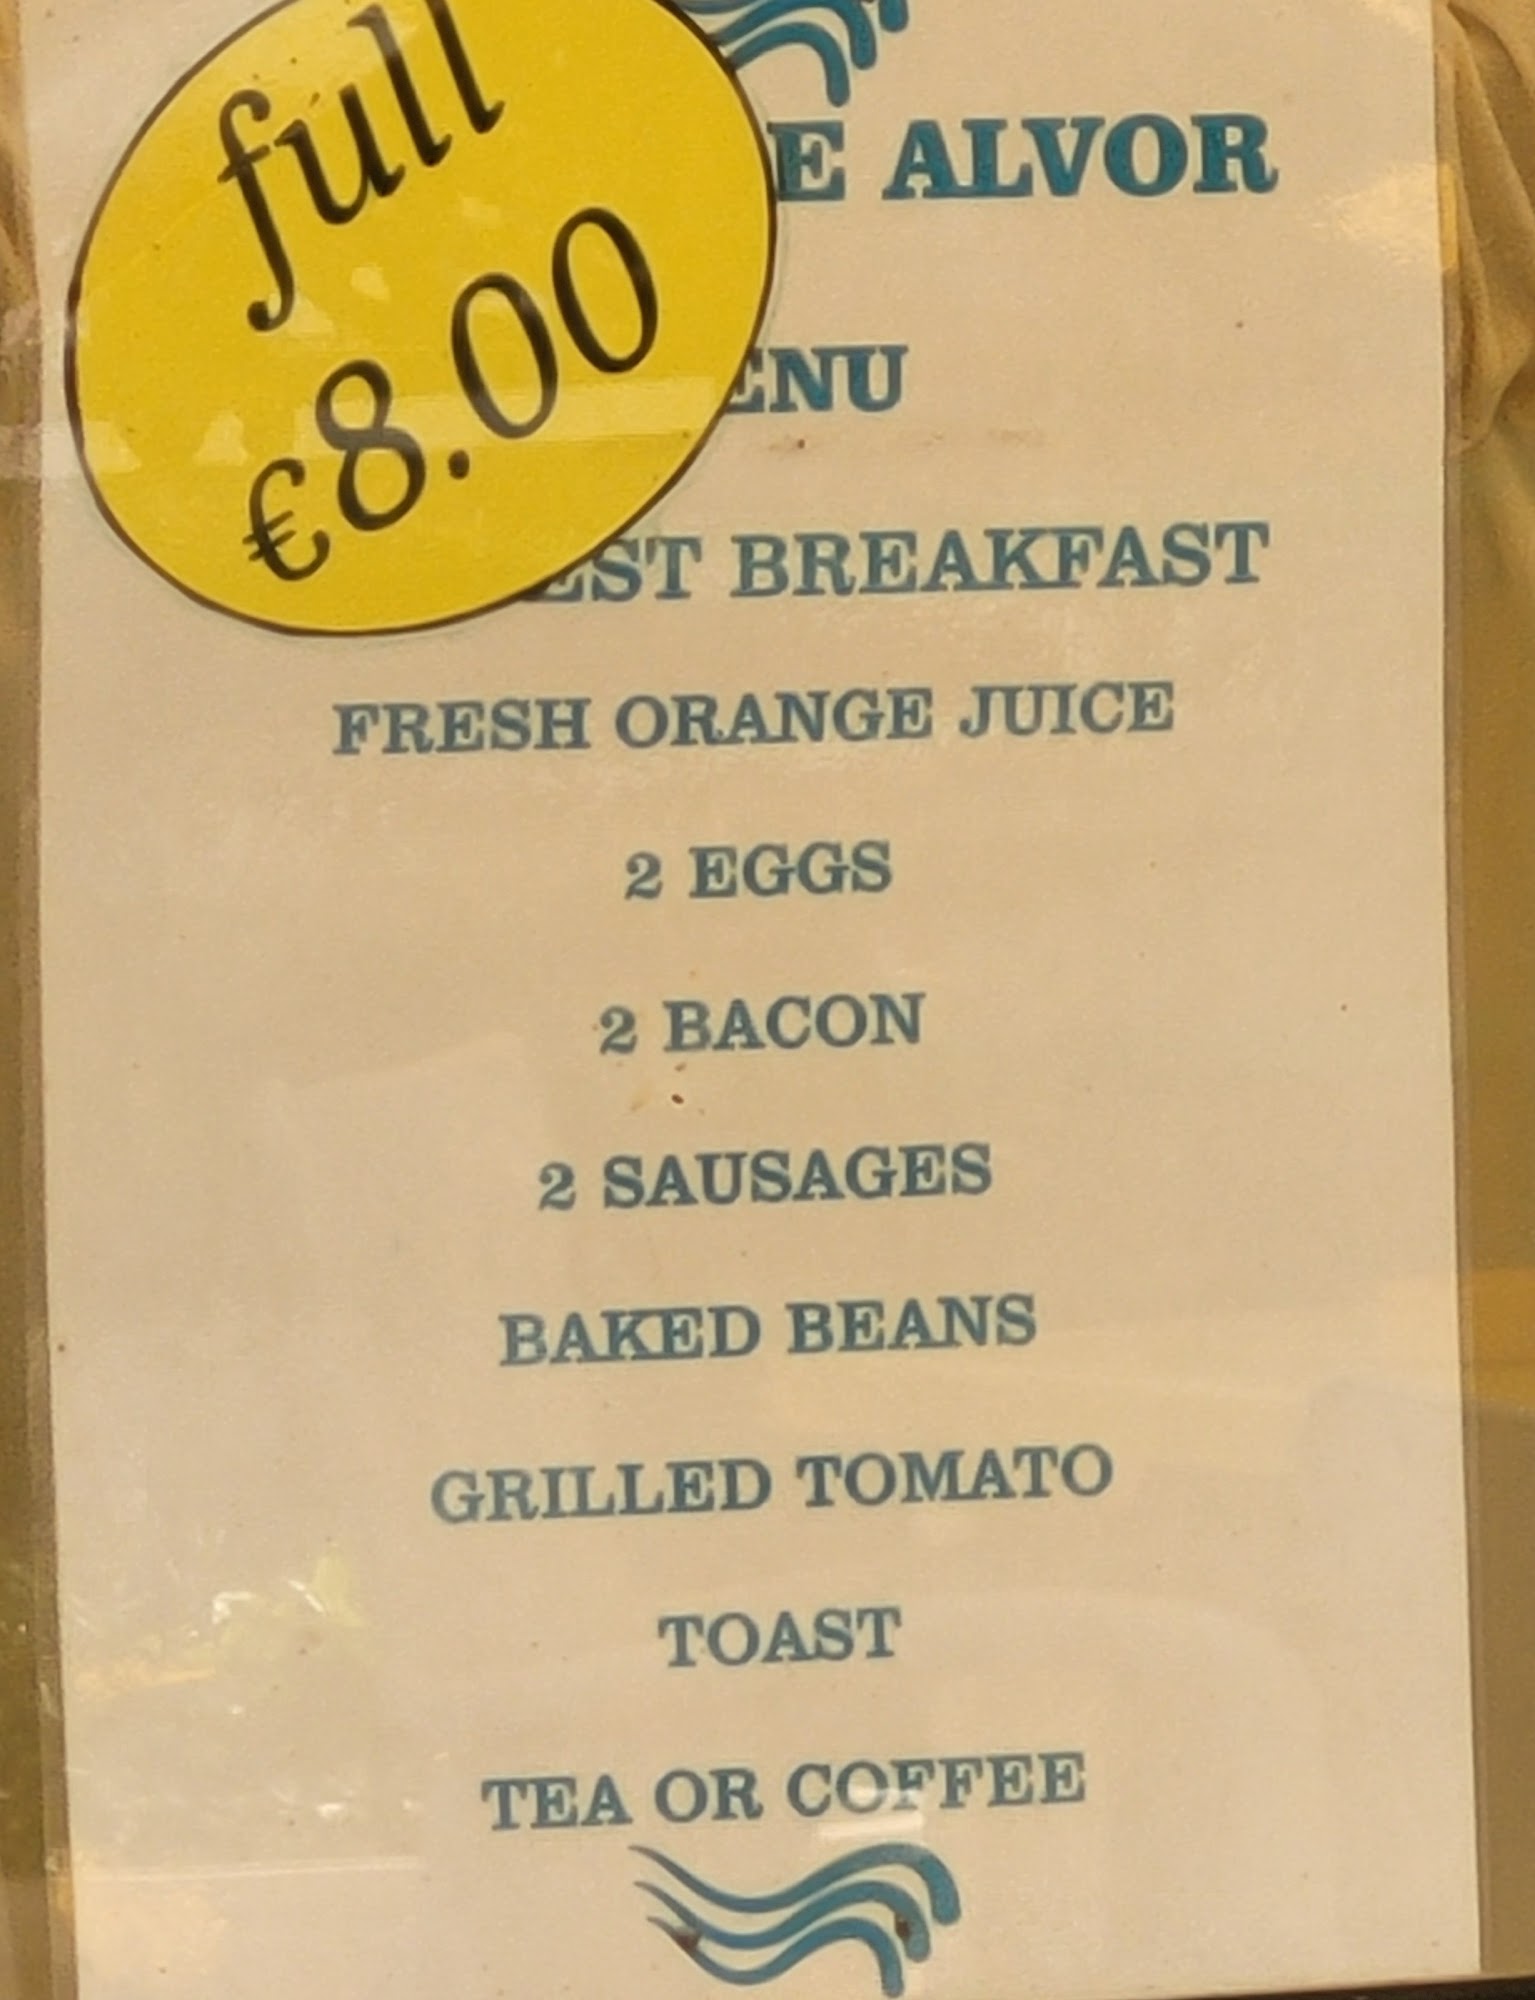 full
€8.00
E ALVOR
ENU
EST BREAKFAST
FRESH ORANGE JUICE
2 EGGS
2 BACON
2 SAUSAGES
BAKED BEANS
GRILLED TOMATO
TOAST
TEA OR COFFEE